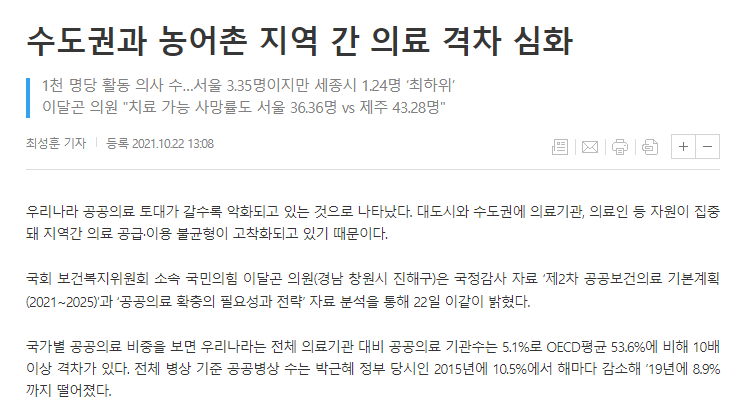 수도권과 농어촌 지역 간 의료 격차 심화
1천 명당 활동 의사 수…서울 3.35명이지만 세종시 1.24명 '최하위'
이달곤 의원 "치료 가능 사망률도 서울 36.36명 vs 제주 43.28명"
최성훈 기자 등록 2021.10.22 13:08
우리나라 공공의료 토대가 갈수록 악화되고 있는 것으로 나타났다. 대도시와 수도권에 의료기관, 의료인 등 자원이 집중
돼 지역간 의료 공급·이용 불균형이 고착화되고 있기 때문이다.
국회 보건복지위원회 소속 국민의힘 이달곤 의원(경남 창원시 진해구)은 국정감사 자료 '제2차 공공보건의료 기본계획
(2021~2025)'과 '공공의료 확충의 필요성과 전략' 자료 분석을 통해 22일 이같이 밝혔다.
국가별 공공의료 비중을 보면 우리나라는 전체 의료기관 대비 공공의료 기관수는 5.1%로 OECD평균 53.6%에 비해 10배
이상 격차가 있다. 전체 병상 기준 공공병상 수는 박근혜 정부 당시인 2015년에 10.5%에서 해마다 감소해 '19년에 8.9%
까지 떨어졌다.